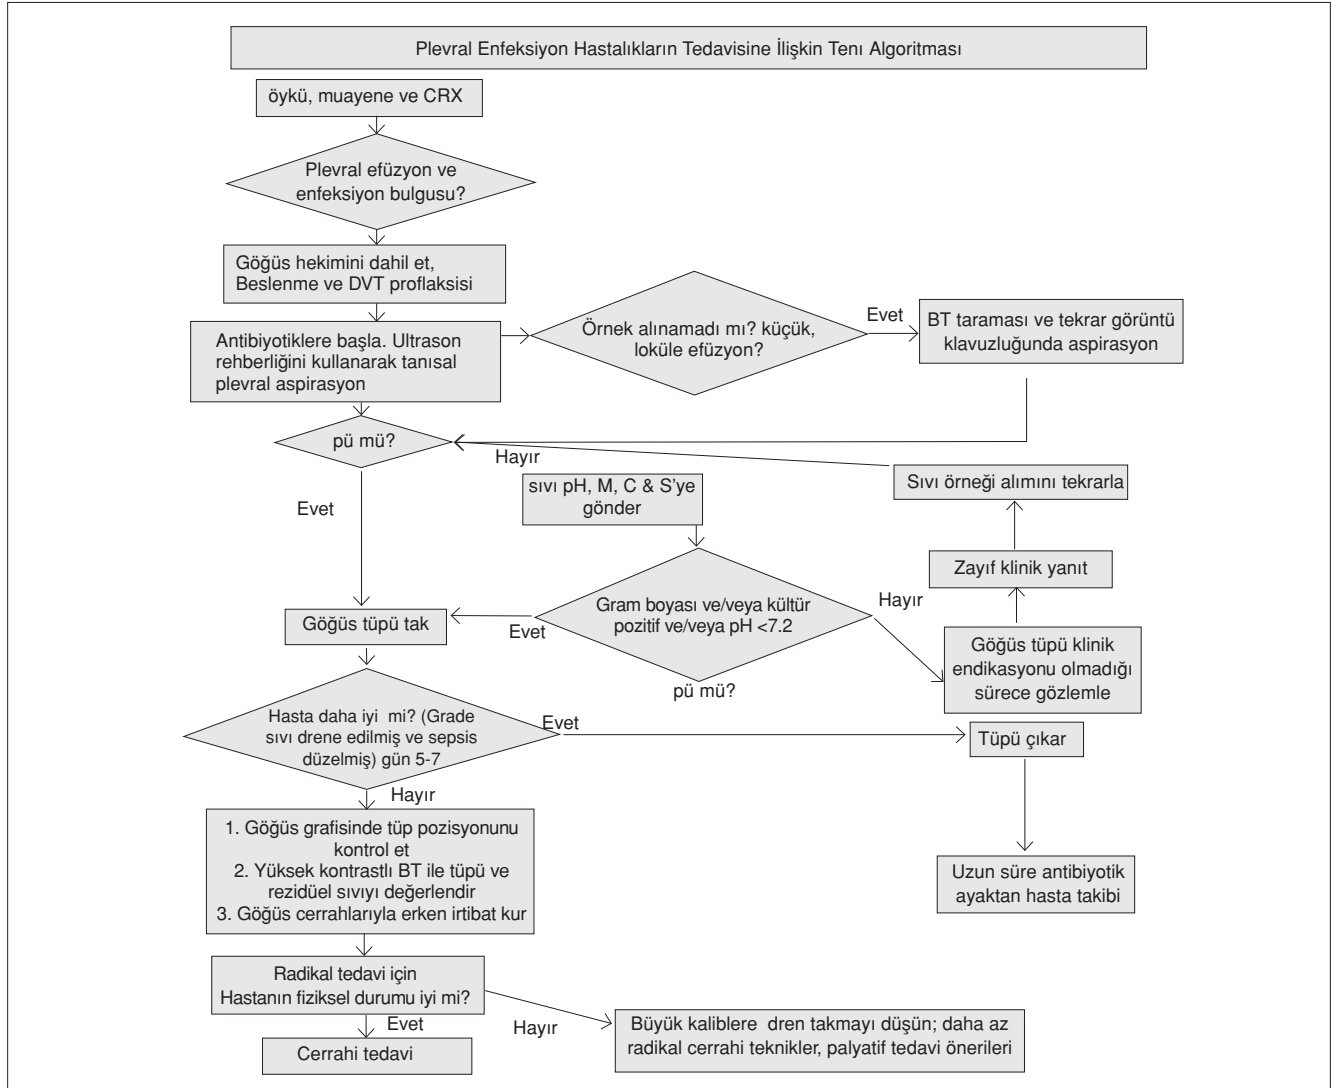 Plevral Enfeksiyon Hastalıkların Tedavisine İlişkin Tenı Algoritması
öykü, muayene ve CRX
Plevral efüzyon ve
enfeksiyon bulgusu?
Göğüs hekimini dahil et,
Beslenme ve DVT proflaksisi
Antibiyotiklere başla. Ultrason
rehberliğini kullanarak tanısal
plevral aspirasyon
Örnek alınamadı mı? küçük,
loküle efüzyon?
Evet
BT taraması ve tekrar görüntü
klavuzluğunda aspirasyon
pü mü?
Hayır
Evet
sıvı pH, M, C & S'ye
gönder
Sıvı örneği alımını tekrarla
Zayıf klinik yanıt
Gram boyası ve/veya kültür
pozitif ve/veya pH <7.2
Hayır
Evet
pü mü?
Göğüs tüpü tak
Göğüs tüpü klinik
endikasyonu olmadığı
sürece gözlemle
Hasta daha iyi mi? (Grade
sıvı drene edilmiş ve sepsis
düzelmiş) gün 5-7
Evet
Tüpü çıkar
Hayır
1. Göğüs grafisinde tüp pozisyonunu
kontrol et
2. Yüksek kontrastlı BT ile tüpü ve
rezidüel sıvıyı değerlendir
3. Göğüs cerrahlarıyla erken irtibat kur
Uzun süre antibiyotik
ayaktan hasta takibi
Radikal tedavi için
Hastanın fiziksel durumu iyi mi?
Evet
Hayır
Cerrahi tedavi
Büyük kaliblere dren takmayı düşün; daha az
radikal cerrahi teknikler, palyatif tedavi önerileri